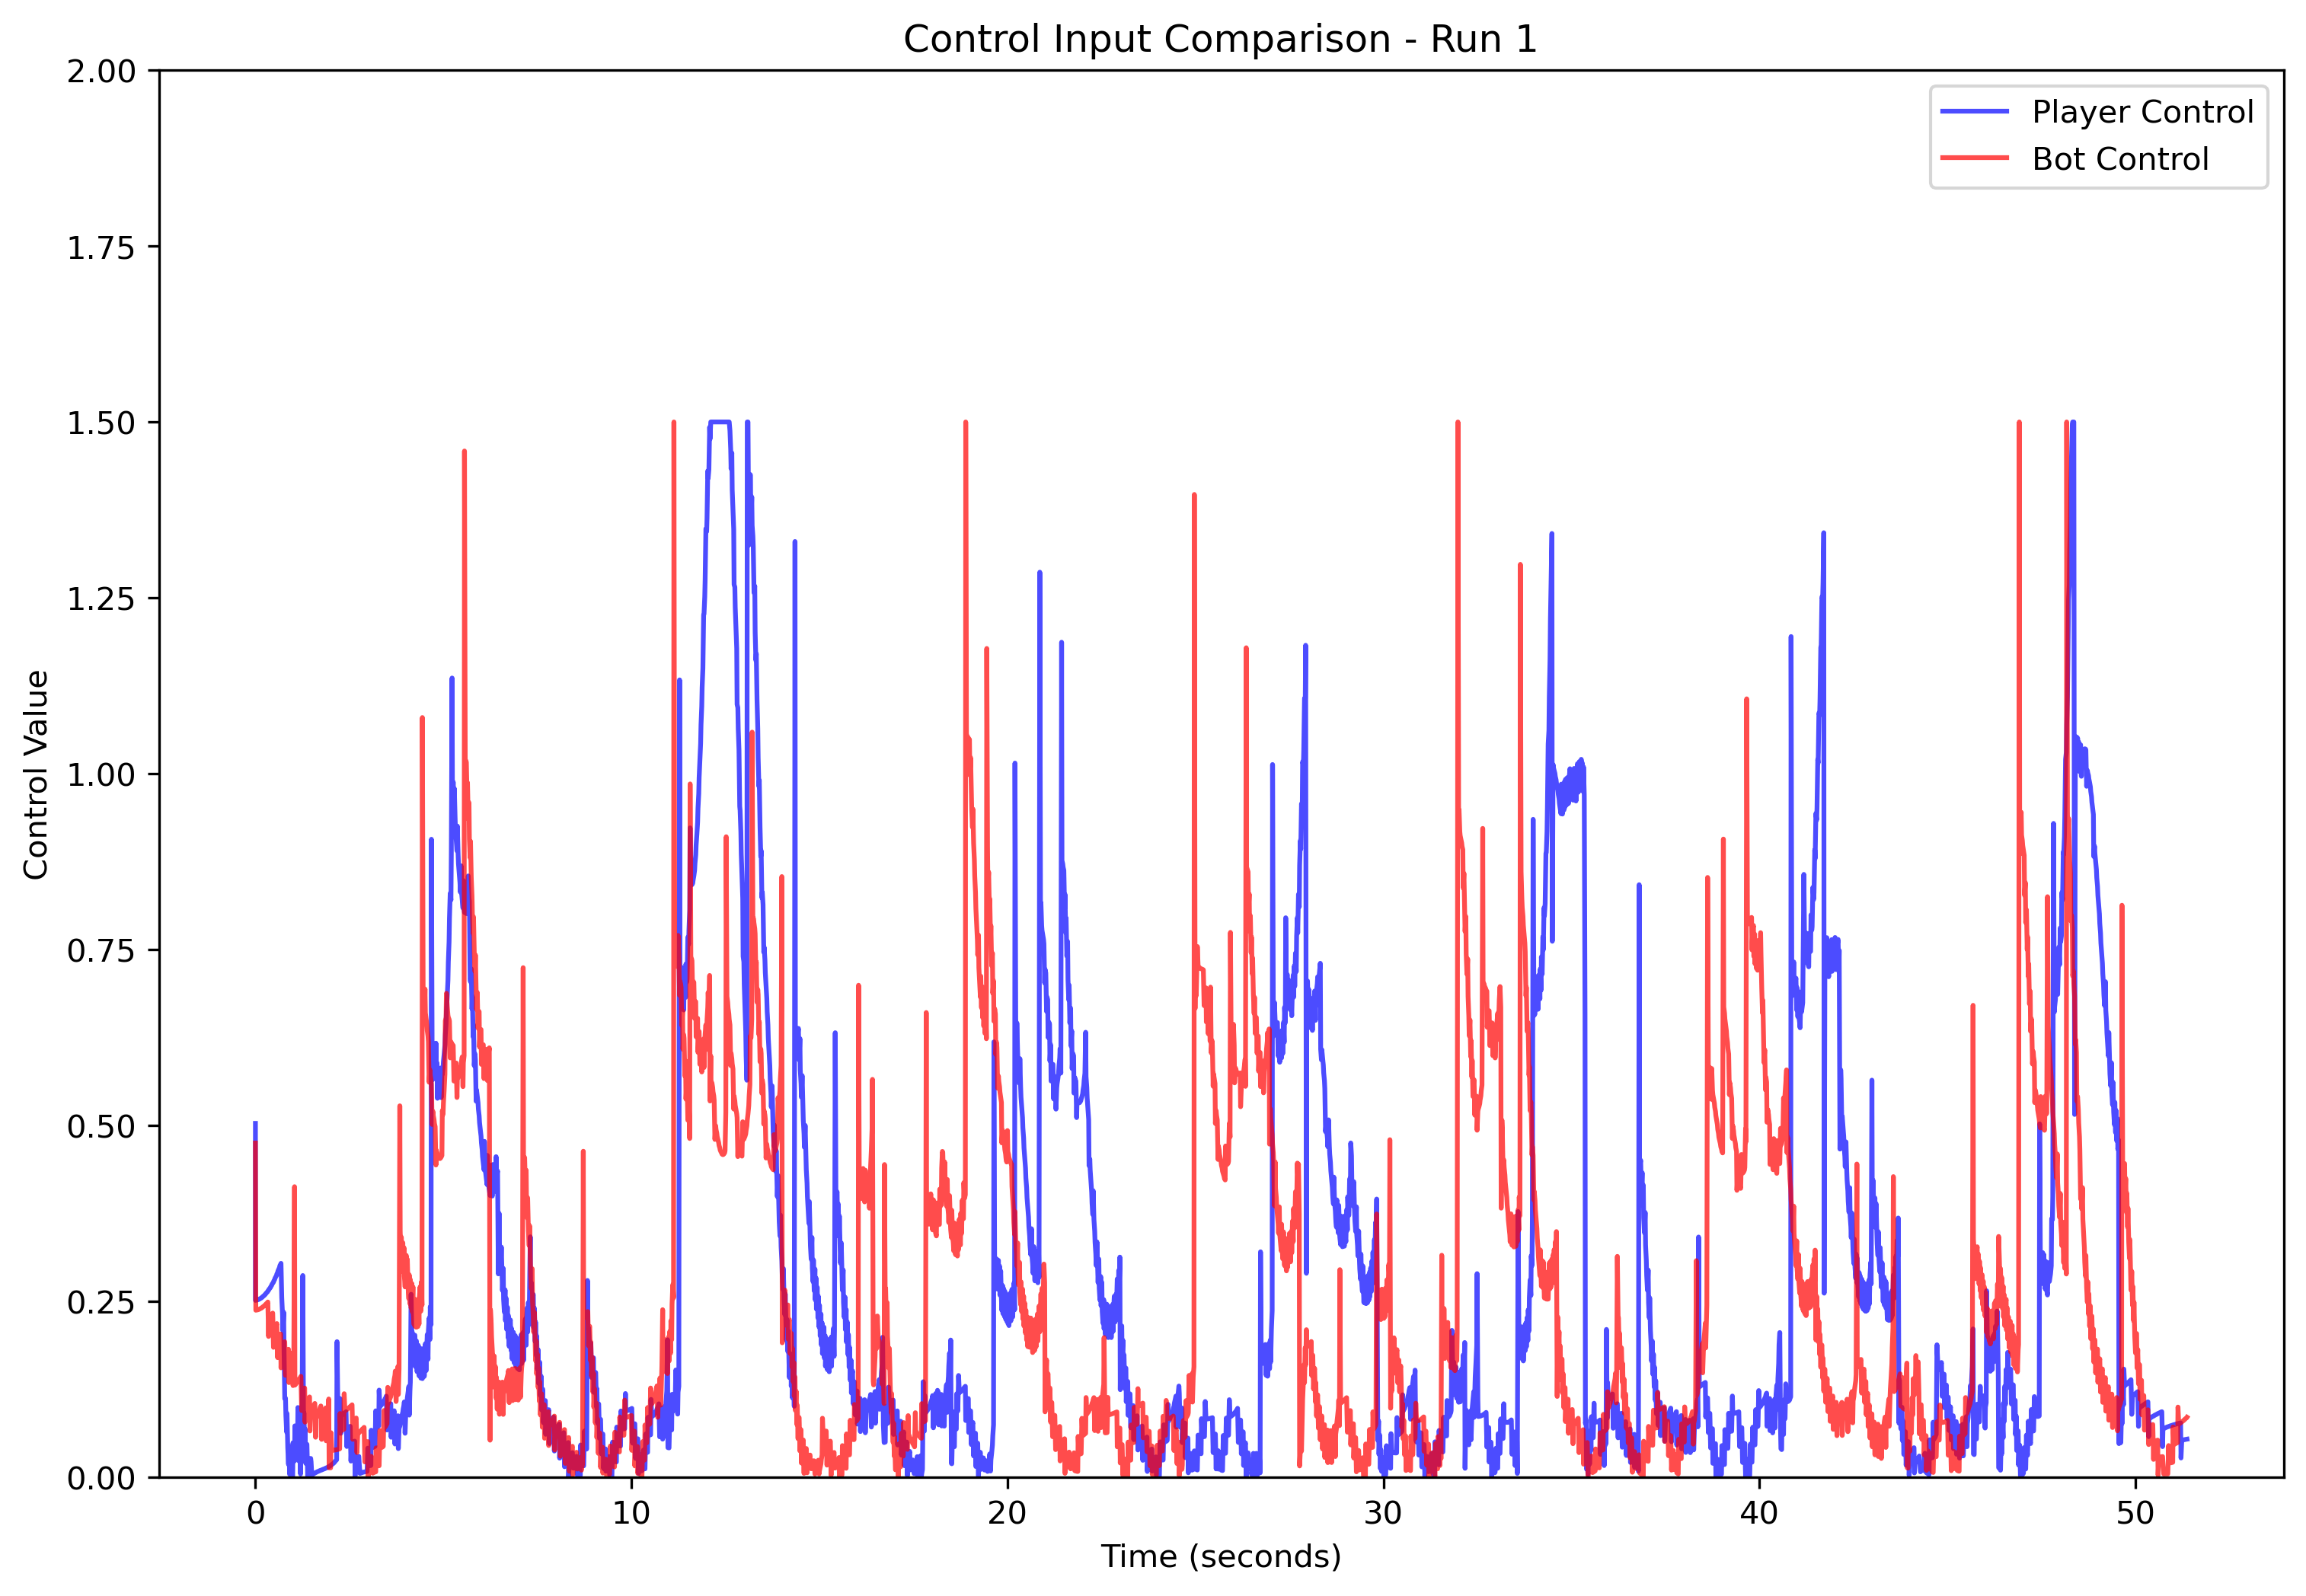 Control Input Comparison - Run 1
Player Control
Bot Control
Control Value
2.00
1.75
1.50
1.25
1.00
0.75
0.50
0.25
0.00
0 10 20 30 40 50
Time (seconds)